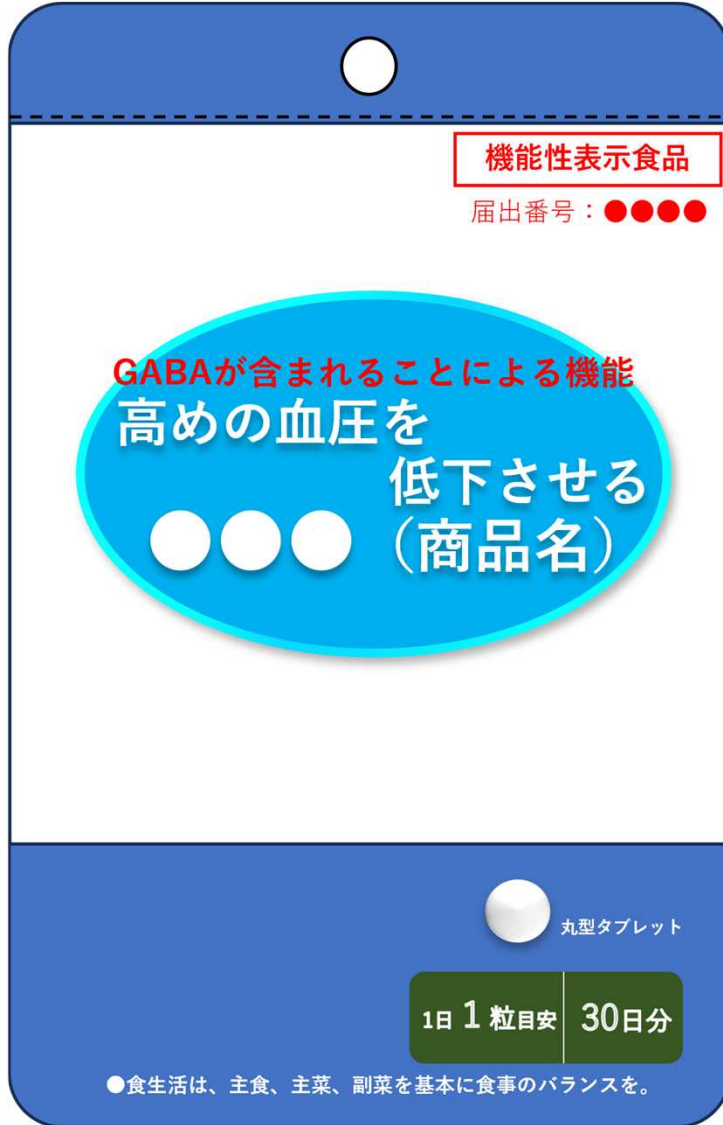 機能性表示食品
届出番号：●●●●
GABAが含まれることによる機能
高めの血圧を
低下させる
●●●（商品名）
丸型タブレット
1日1粒目安 30日分
●食生活は、主食、主菜、副菜を基本に食事のバランスを。